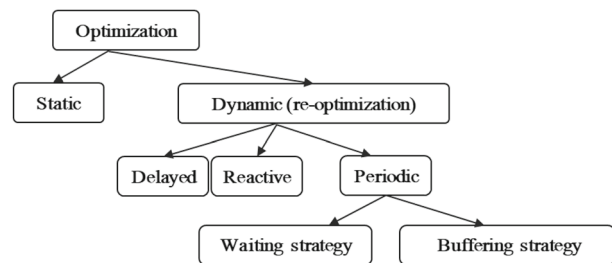 Optimization
Static
Dynamic (re-optimization)
Delayed
Reactive
Periodic
Waiting strategy
Buffering strategy